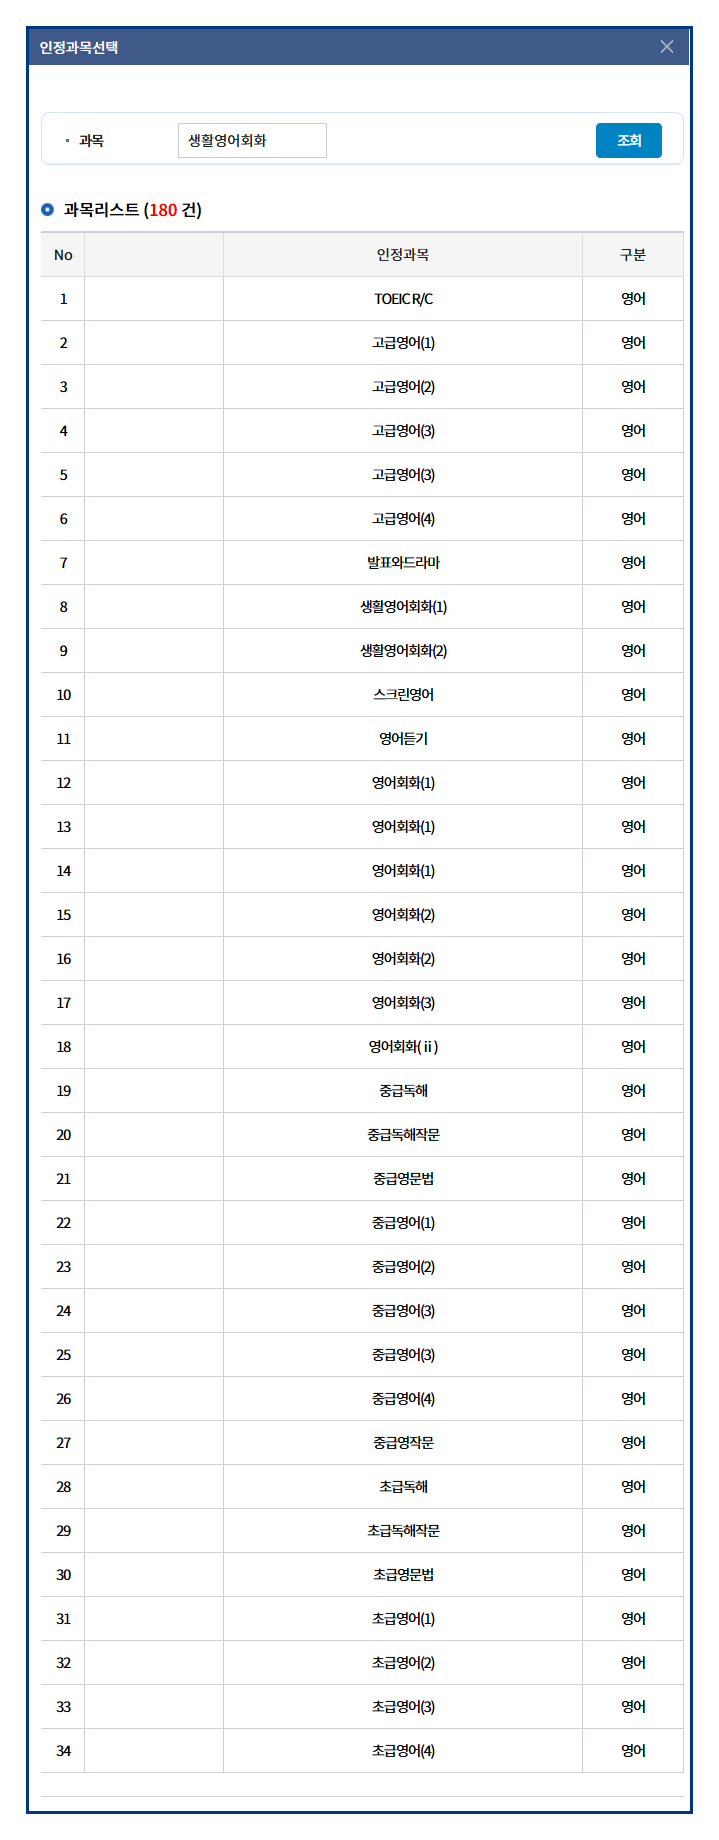 인정과목선택
과목 생활영어회화 조회
과목리스트 (180 건)
No 인정과목 구분
1 TOEIC R/C 영어
2 고급영어(1) 영어
3 고급영어(2) 영어
4 고급영어(3) 영어
5 고급영어(3) 영어
6 고급영어(4) 영어
7 발표와드라마 영어
8 생활영어회화(1) 영어
9 생활영어회화(2) 영어
10 스크린영어 영어
11 영어듣기 영어
12 영어회화(1) 영어
13 영어회화(1) 영어
14 영어회화(1) 영어
15 영어회화(2) 영어
16 영어회화(2) 영어
17 영어회화(3) 영어
18 영어회화( ii ) 영어
19 중급독해 영어
20 중급독해작문 영어
21 중급영문법 영어
22 중급영어(1) 영어
23 중급영어(2) 영어
24 중급영어(3) 영어
25 중급영어(3) 영어
26 중급영어(4) 영어
27 중급영작문 영어
28 초급독해 영어
29 초급독해작문 영어
30 초급영문법 영어
31 초급영어(1) 영어
32 초급영어(2) 영어
33 초급영어(3) 영어
34 초급영어(4) 영어